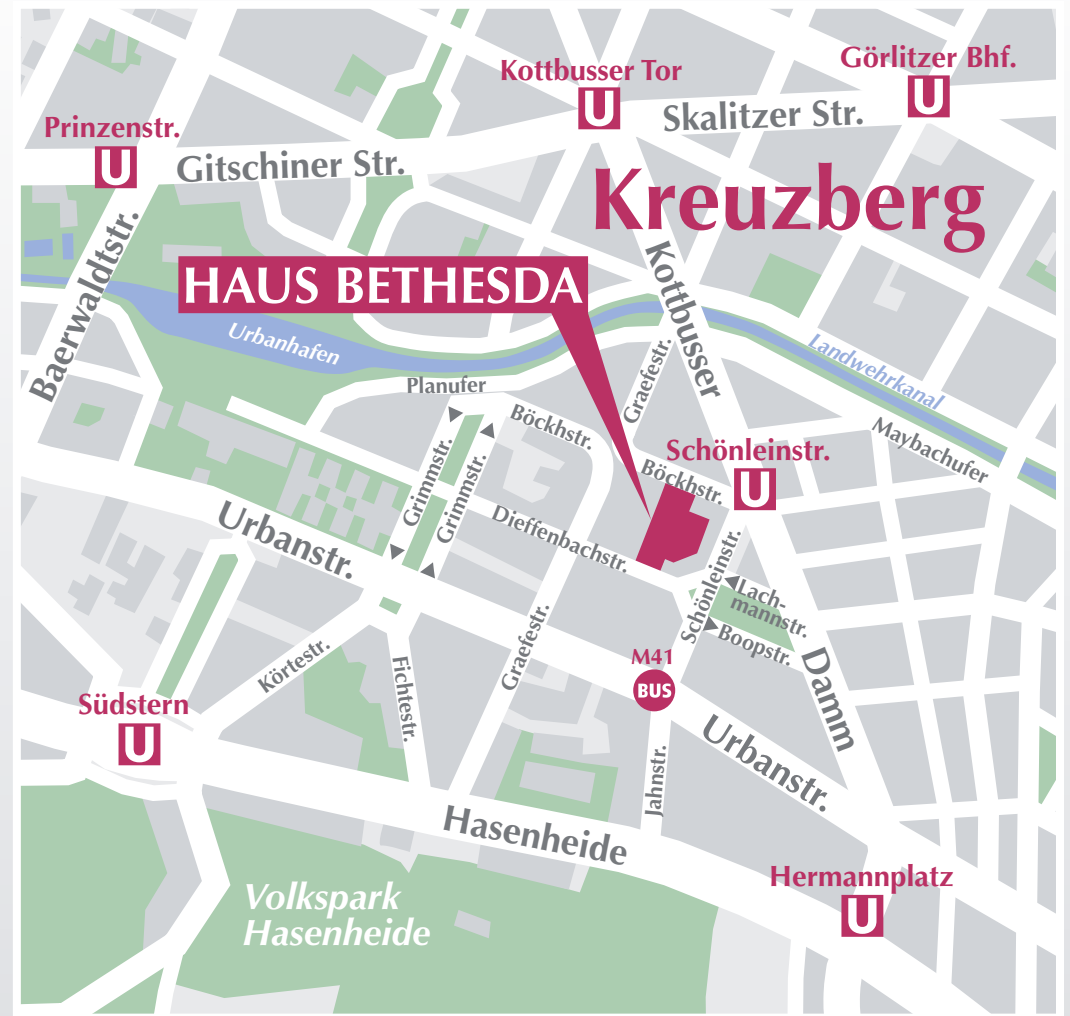 Görlitzer Bhf.
U
Kottbusser Tor
U
Skalitzer Str.
Prinzenstr.
U
Gitschiner Str.
Kreuzberg
Baerwaldtstr.
HAUS BETHESDA
Kottbusser
Urbanhafen
Landwehrkanal
Graefestr.
Planufer
Böckhstr.
Maybachufer
Schönleinstr.
U
Böckhstr.
Grimmstr.
Grimmstr.
Dieffenbachstr.
Urbanstr.
Schönleinstr.
Lach-
mannstr.
Boopstr.
Damm
Graefestr.
Körtestr.
Fichtestr.
M41
BUS
Südstern
U
Urbanstr.
Jahnstr.
Hasenheide
Hermannplatz
U
Volkspark
Hasenheide